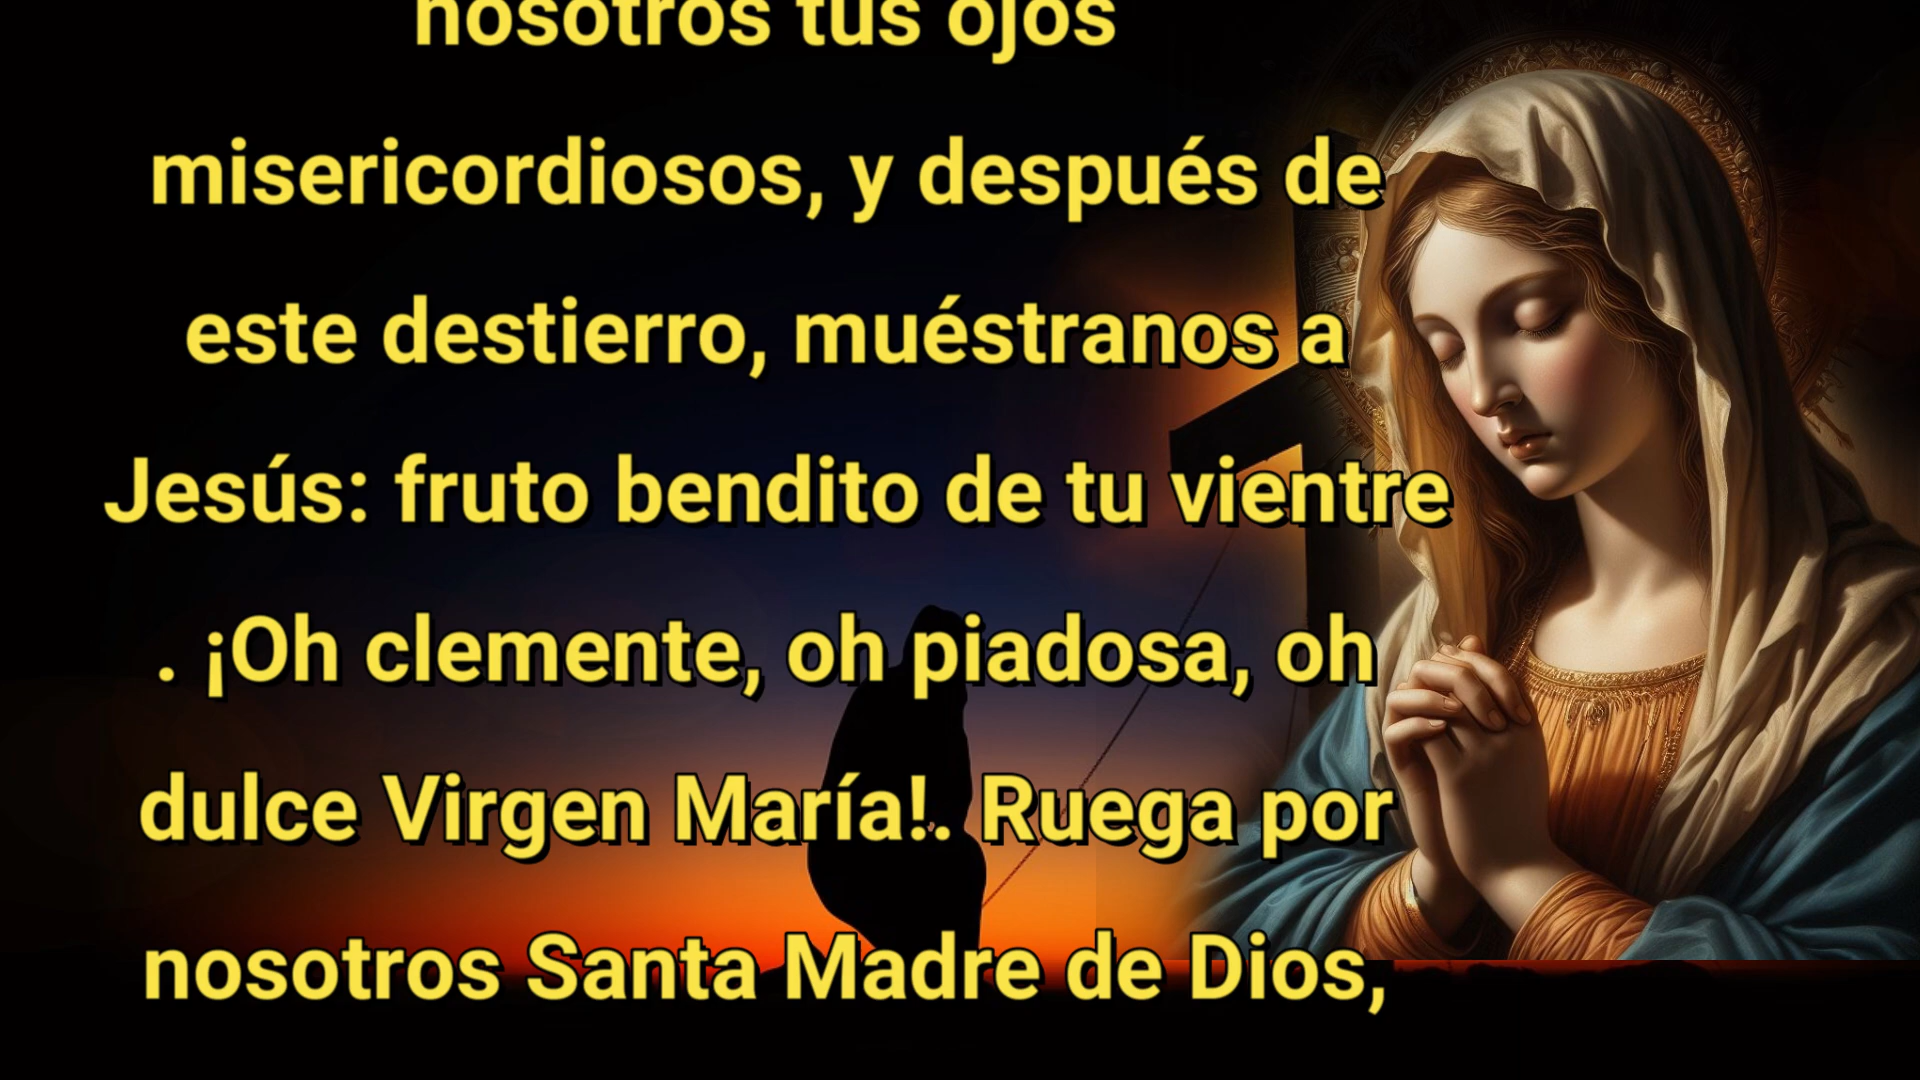 nosotros tus ojos
misericordiosos, y después de
este destierro, muéstranos a
Jesús: fruto bendito de tu vientre
. ¡Oh clemente, oh piadosa, oh
dulce Virgen María!. Ruega por
nosotros Santa Madre de Dios,